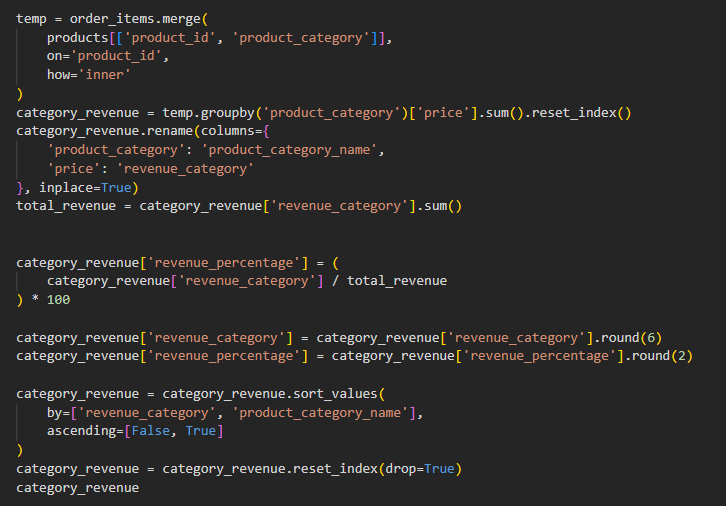 temp = order_items.merge(
    products[['product_id', 'product_category']],
    on='product_id',
    how='inner'
)
category_revenue = temp.groupby('product_category')['price'].sum().reset_index()
category_revenue.rename(columns={
    'product_category': 'product_category_name',
    'price': 'revenue_category'
}, inplace=True)
total_revenue = category_revenue['revenue_category'].sum()
category_revenue['revenue_percentage'] = (
    category_revenue['revenue_category'] / total_revenue
) * 100
category_revenue['revenue_category'] = category_revenue['revenue_category'].round(6)
category_revenue['revenue_percentage'] = category_revenue['revenue_percentage'].round(2)
category_revenue = category_revenue.sort_values(
    by=['revenue_category', 'product_category_name'],
    ascending=[False, True]
)
category_revenue = category_revenue.reset_index(drop=True)
category_revenue